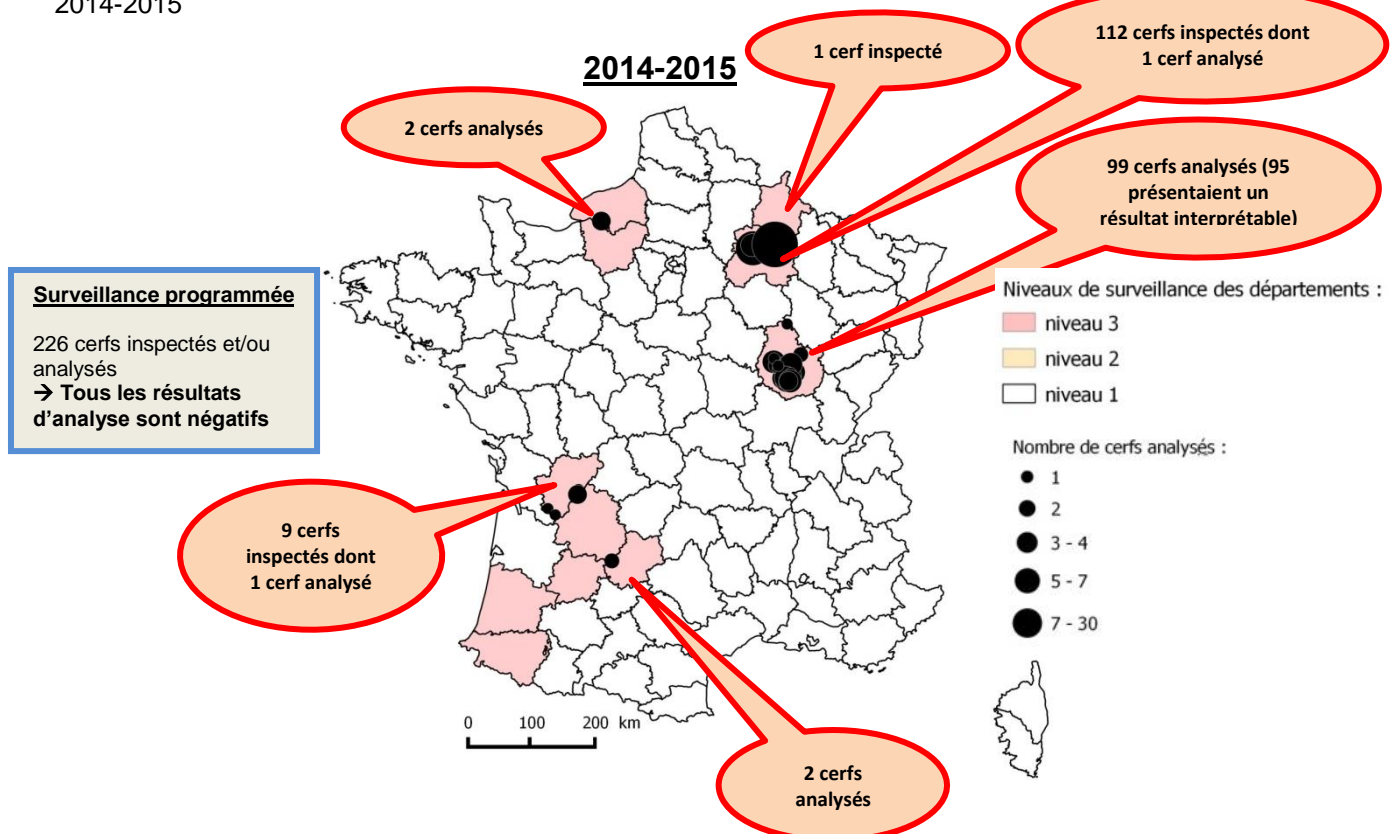 2014-2015
2014-2015
1 cerf inspecté
112 cerfs inspectés dont
1 cerf analysé
2 cerfs analysés
99 cerfs analysés (95
présentaient un
résultat interprétable)
Surveillance programmée
226 cerfs inspectés et/ou
analysés
→ Tous les résultats
d'analyse sont négatifs
Niveaux de surveillance des départements :
niveau 3
niveau 2
niveau 1
Nombre de cerfs analysés :
1
2
3 - 4
5 - 7
7 - 30
9 cerfs
inspectés dont
1 cerf analysé
0 100 200 km
2 cerfs
analysés